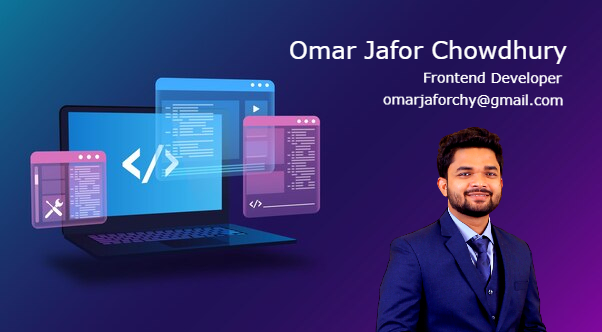 Omar Jafor Chowdhury
Frontend Developer
omarjaforchy@gmail.com
</>
</>